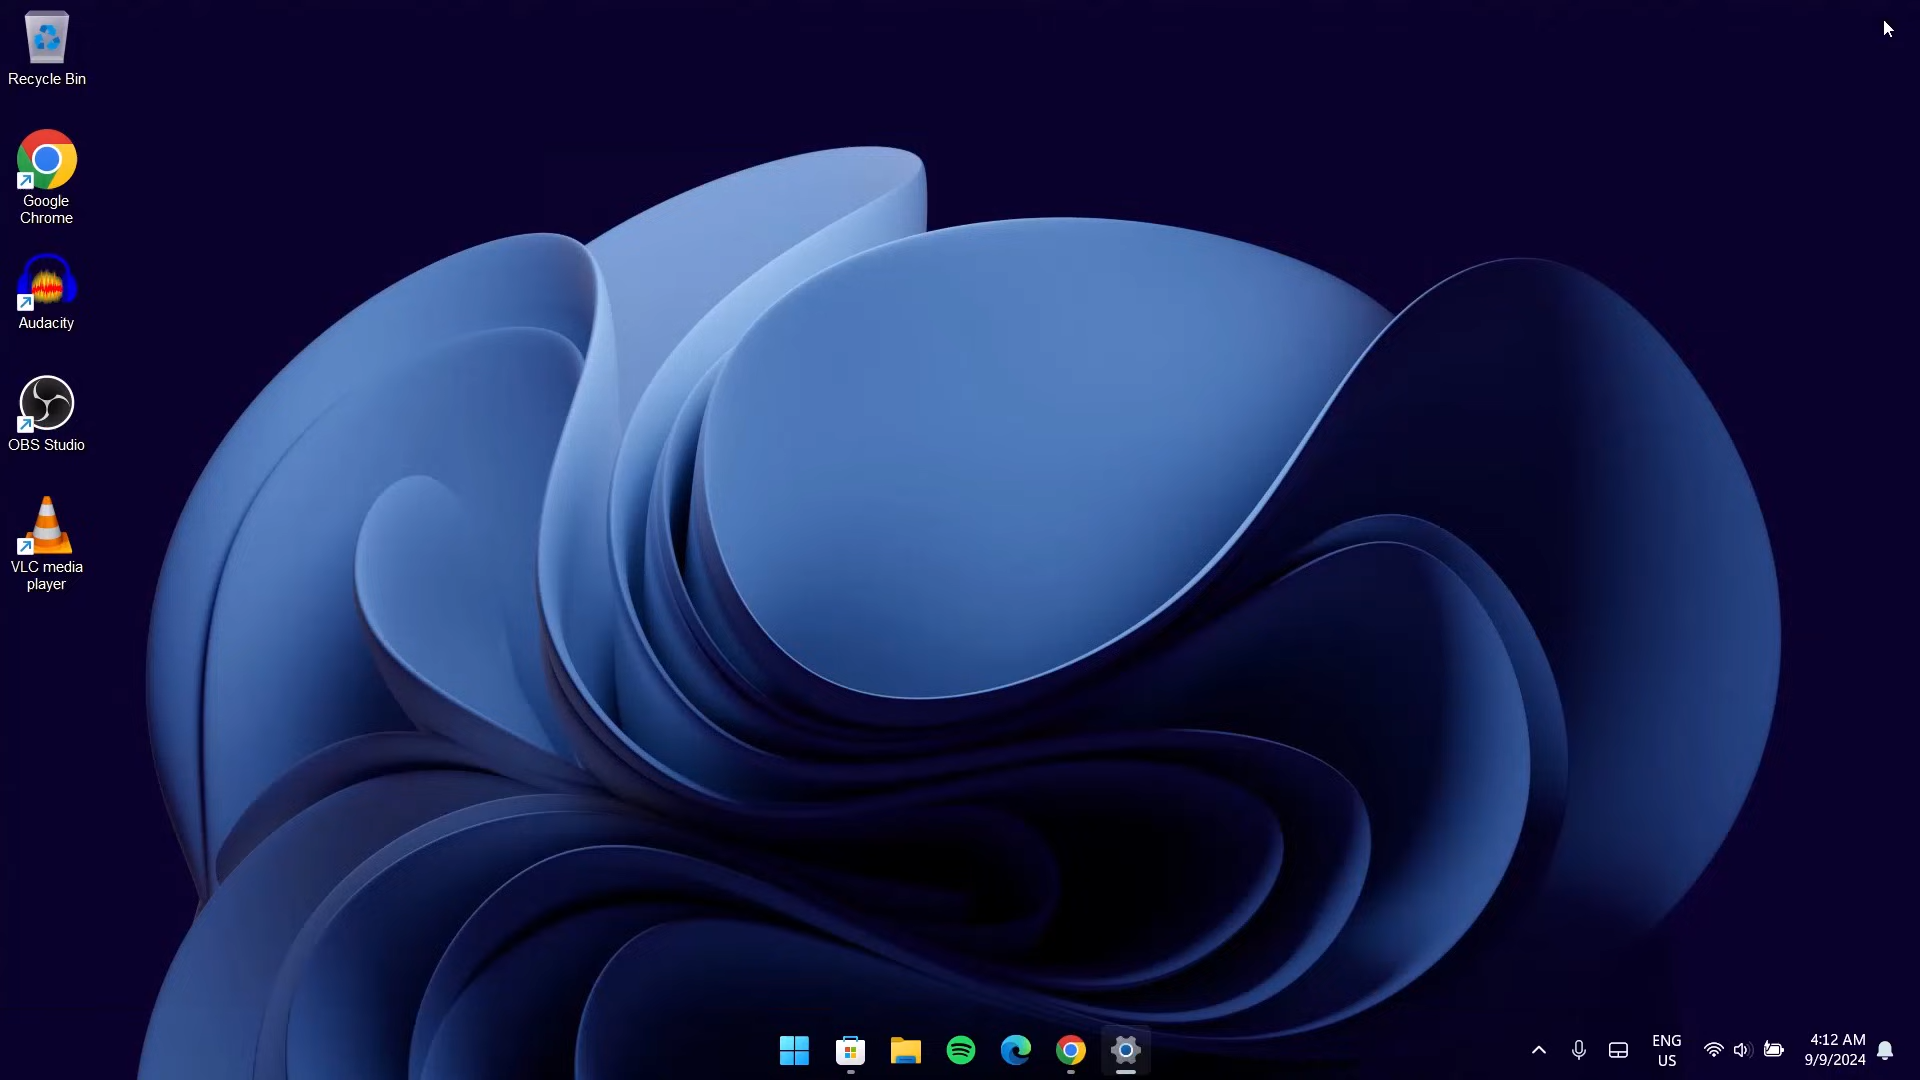 Recycle Bin
Google
Chrome
Audacity
OBS Studio
VLC media
player
ENG
US
4:12 AM
9/9/2024